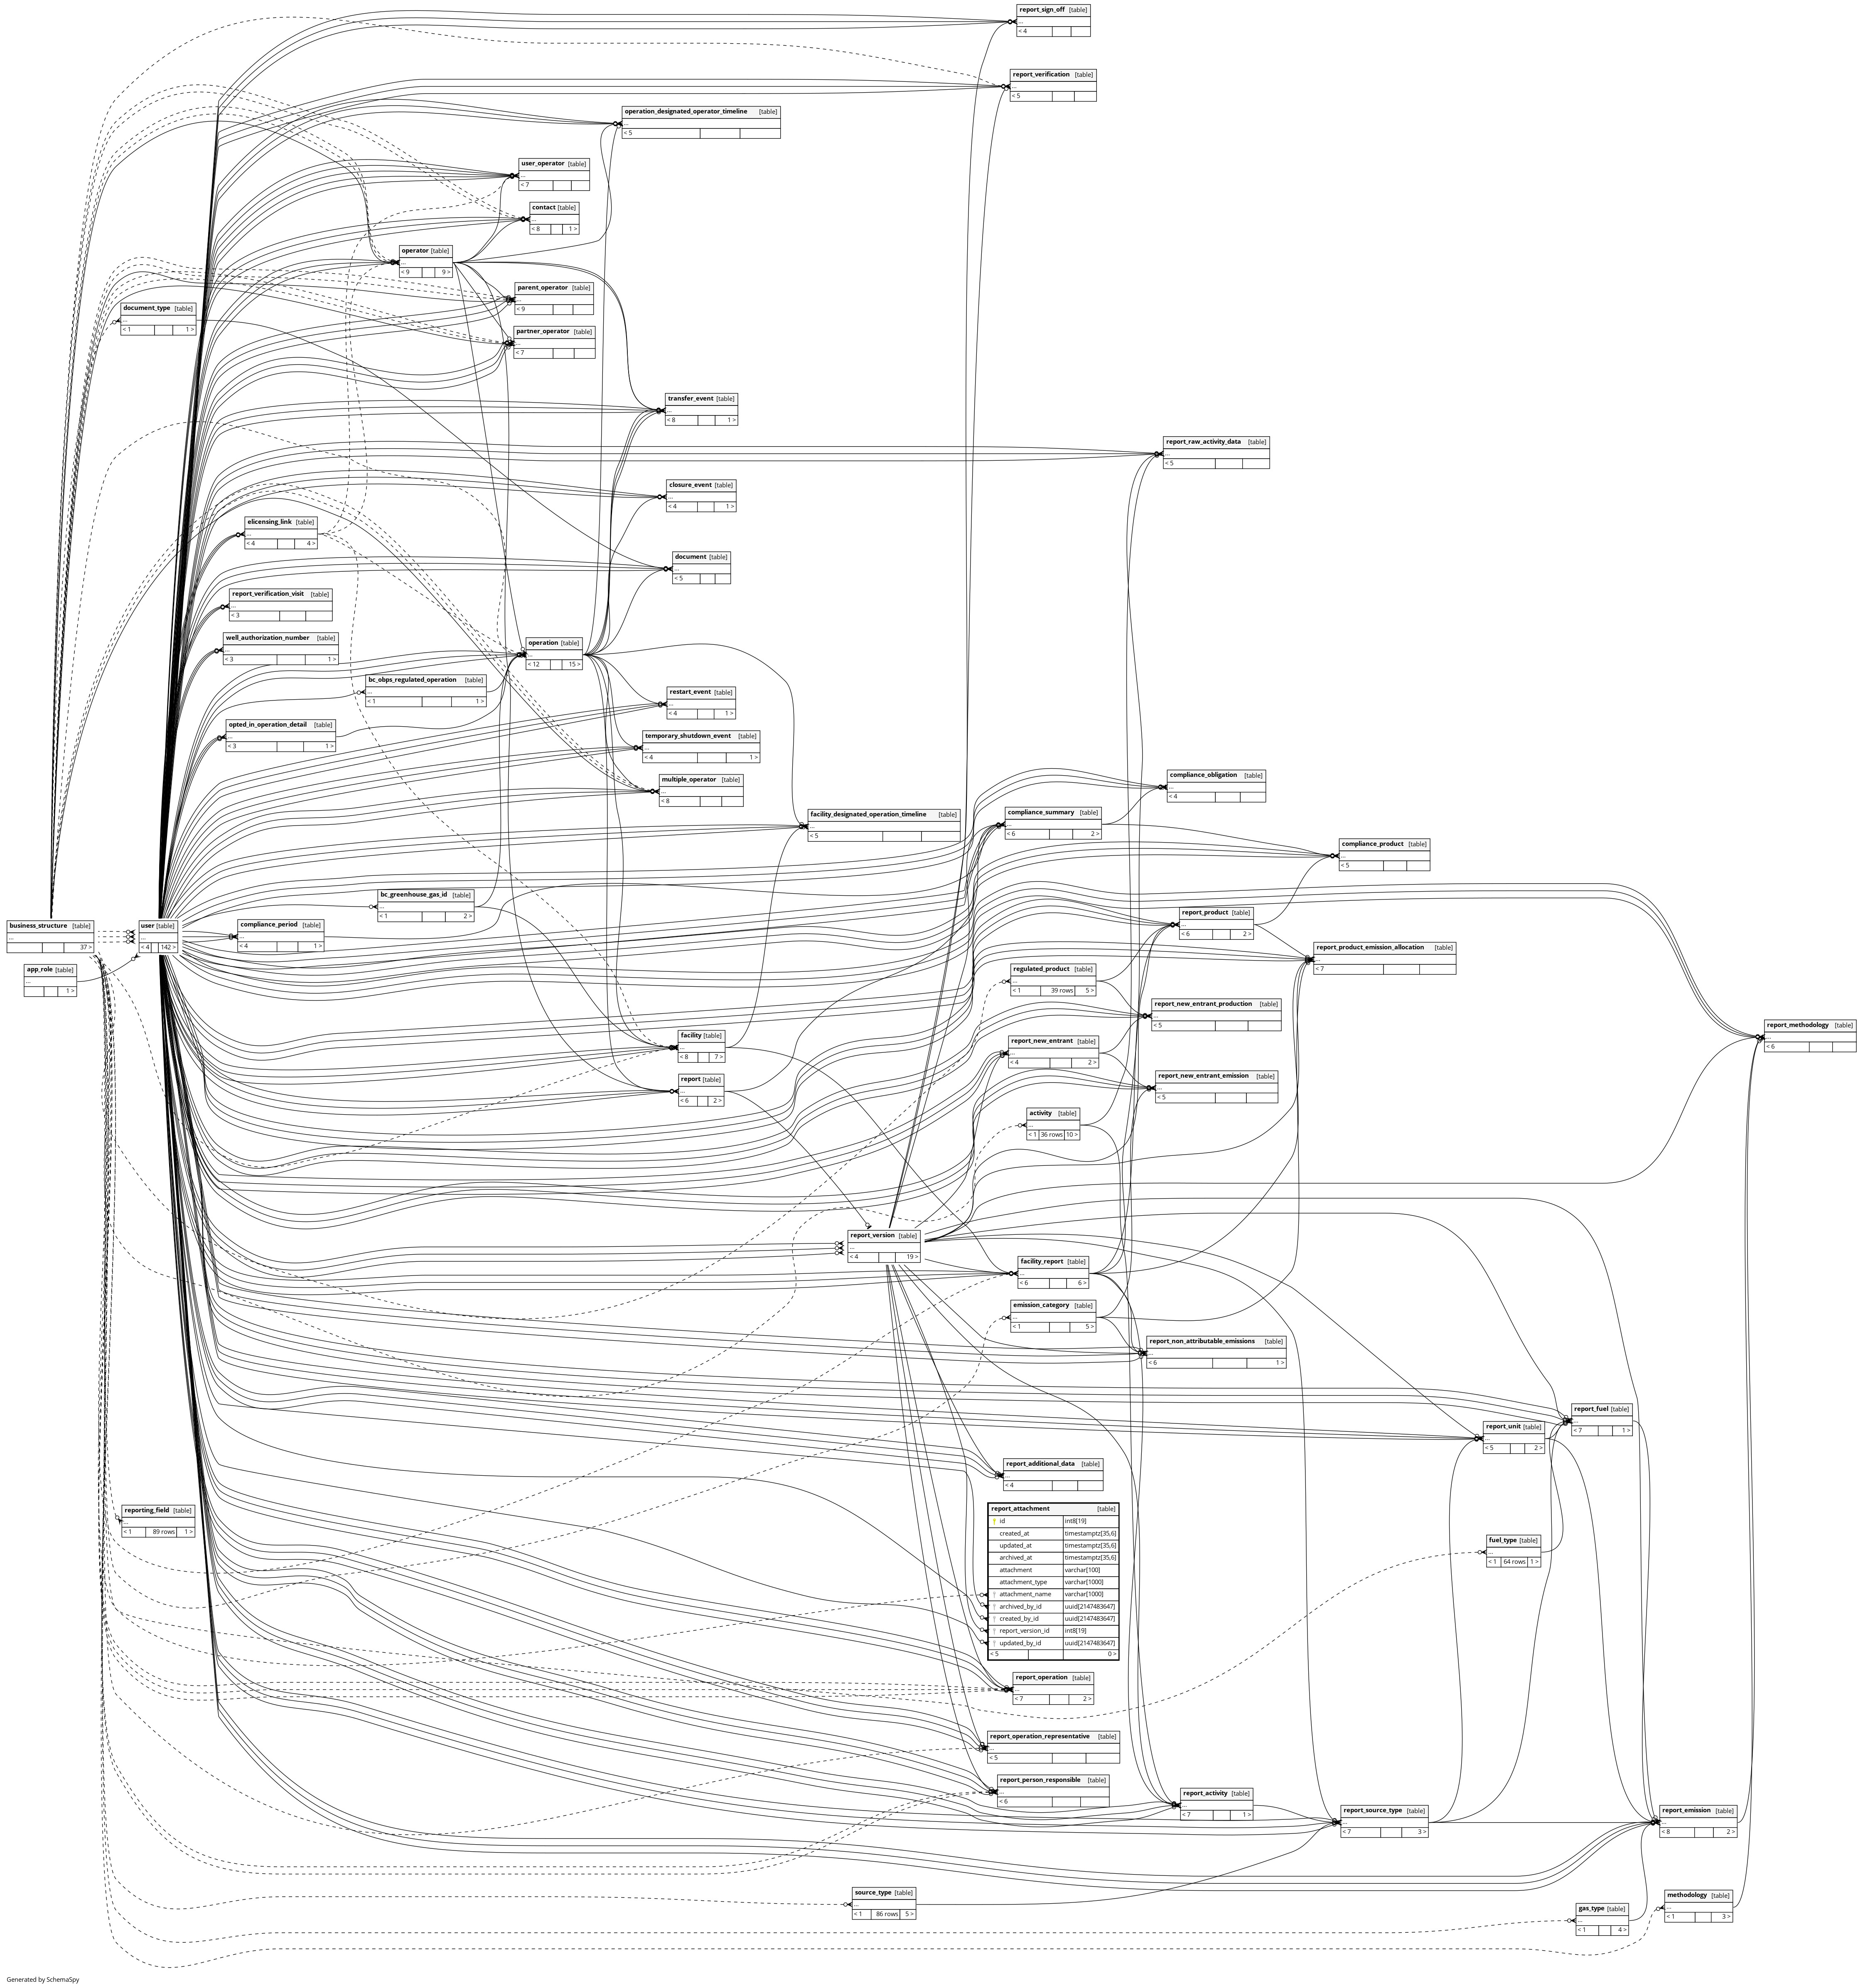 report_sign_off [table]
...
< 4
report_verification [table]
...
< 5
operation_designated_operator_timeline [table]
...
< 5
user_operator [table]
...
< 7
contact [table]
...
< 8 1 >
operator [table]
...
< 9 9 >
parent_operator [table]
...
< 9
document_type [table]
...
< 1 1 >
partner_operator [table]
...
< 7
transfer_event [table]
...
< 8 1 >
report_raw_activity_data [table]
...
< 5
closure_event [table]
...
< 4 1 >
elicensing_link [table]
...
< 4 4 >
document [table]
...
< 5
report_verification_visit [table]
...
< 3
well_authorization_number [table]
...
< 3 1 >
operation [table]
...
< 12 15 >
bc_obps_regulated_operation [table]
...
< 1 1 >
restart_event [table]
...
< 4 1 >
opted_in_operation_detail [table]
...
< 3 1 >
temporary_shutdown_event [table]
...
< 4 1 >
multiple_operator [table]
...
< 8
compliance_obligation [table]
...
< 4
facility_designated_operation_timeline [table]
...
< 5
compliance_summary [table]
...
< 6 2 >
compliance_product [table]
...
< 5
bc_greenhouse_gas_id [table]
...
< 1 2 >
report_product [table]
...
< 6 2 >
business_structure [table]
...
37 >
user [table]
...
< 4 142 >
compliance_period [table]
...
< 4 1 >
report_product_emission_allocation [table]
...
< 7
app_role [table]
...
1 >
regulated_product [table]
...
< 1 39 rows 5 >
report_new_entrant_production [table]
...
< 5
report_methodology [table]
...
< 6
facility [table]
...
< 8 7 >
report_new_entrant [table]
...
< 4 2 >
report [table]
...
< 6 2 >
report_new_entrant_emission [table]
...
< 5
activity [table]
...
< 1 36 rows 10 >
report_version [table]
...
< 4 19 >
facility_report [table]
...
< 6 6 >
emission_category [table]
...
< 1 5 >
report_non_attributable_emissions [table]
...
< 6 1 >
report_fuel [table]
...
< 7 1 >
report_unit [table]
...
< 5 2 >
report_additional_data [table]
...
< 4
reporting_field [table]
...
< 1 89 rows 1 >
report_attachment [table]
id int8[19]
created_at timestamptz[35,6]
updated_at timestamptz[35,6]
archived_at timestamptz[35,6]
attachment varchar[100]
attachment_type varchar[1000]
attachment_name varchar[1000]
archived_by_id uuid[2147483647]
created_by_id uuid[2147483647]
report_version_id int8[19]
updated_by_id uuid[2147483647]
< 5 0 >
fuel_type [table]
...
< 1 64 rows 1 >
report_operation [table]
...
< 7 2 >
report_operation_representative [table]
...
< 5
report_person_responsible [table]
...
< 6
report_activity [table]
...
< 7 1 >
report_source_type [table]
...
< 7 3 >
report_emission [table]
...
< 8 2 >
source_type [table]
...
< 1 86 rows 5 >
methodology [table]
...
< 1 3 >
gas_type [table]
...
< 1 4 >
Generated by SchemaSpy